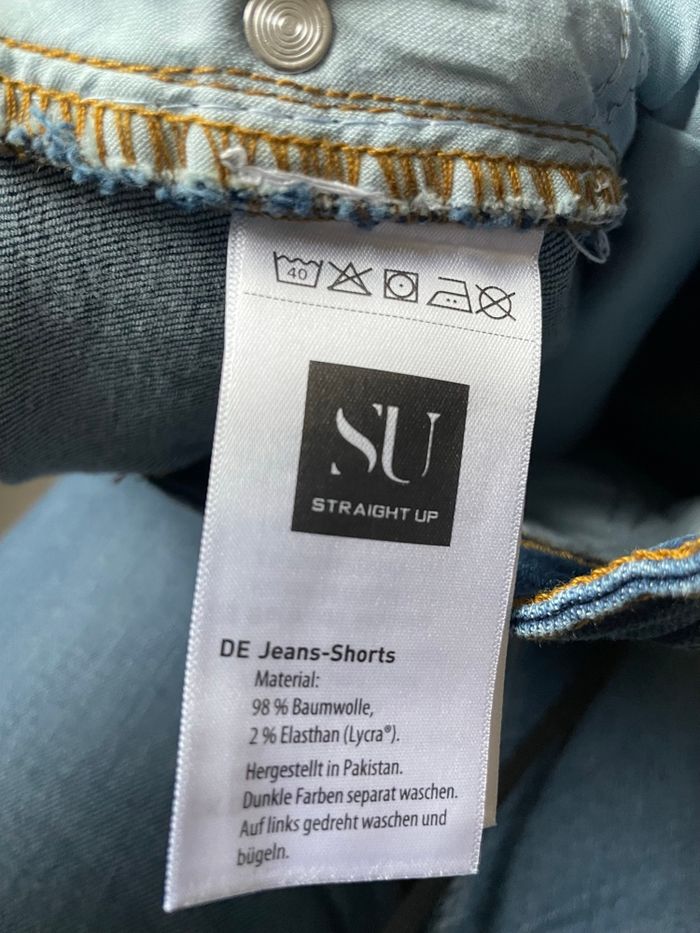 40
SU
STRAIGHT UP
DE Jeans-Shorts
Material:
98 % Baumwolle,
2 % Elasthan (Lycra®).
Hergestellt in Pakistan.
Dunkle Farben separat waschen.
Auf links gedreht waschen und
bügeln.